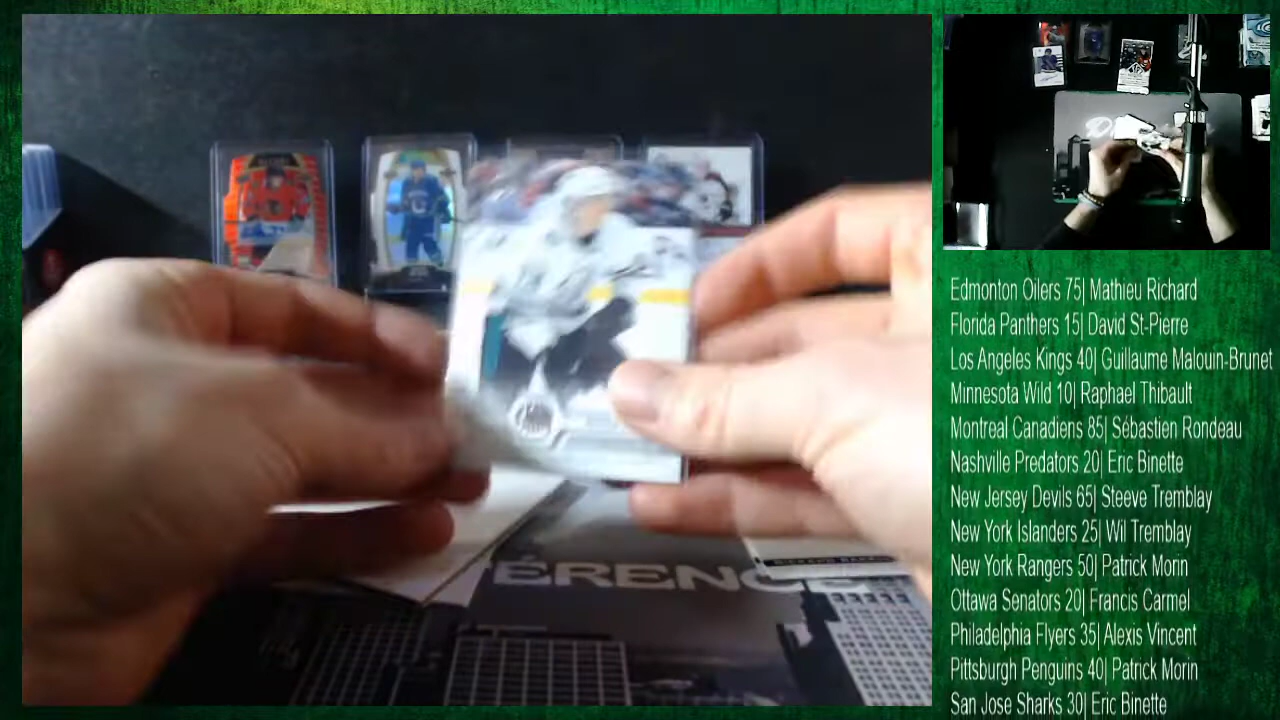 Edmonton Oilers 75| Mathieu Richard
Florida Panthers 15| David St-Pierre
Los Angeles Kings 40| Guillaume Malouin-Brunet
Minnesota Wild 10| Raphael Thibault
Montreal Canadiens 85| Sébastien Rondeau
Nashville Predators 20| Eric Binette
New Jersey Devils 65| Steeve Tremblay
New York Islanders 25| Wil Tremblay
New York Rangers 50| Patrick Morin
Ottawa Senators 20| Francis Carmel
Philadelphia Flyers 35| Alexis Vincent
Pittsburgh Penguins 40| Patrick Morin
San Jose Sharks 30| Eric Binette
ÉRENC